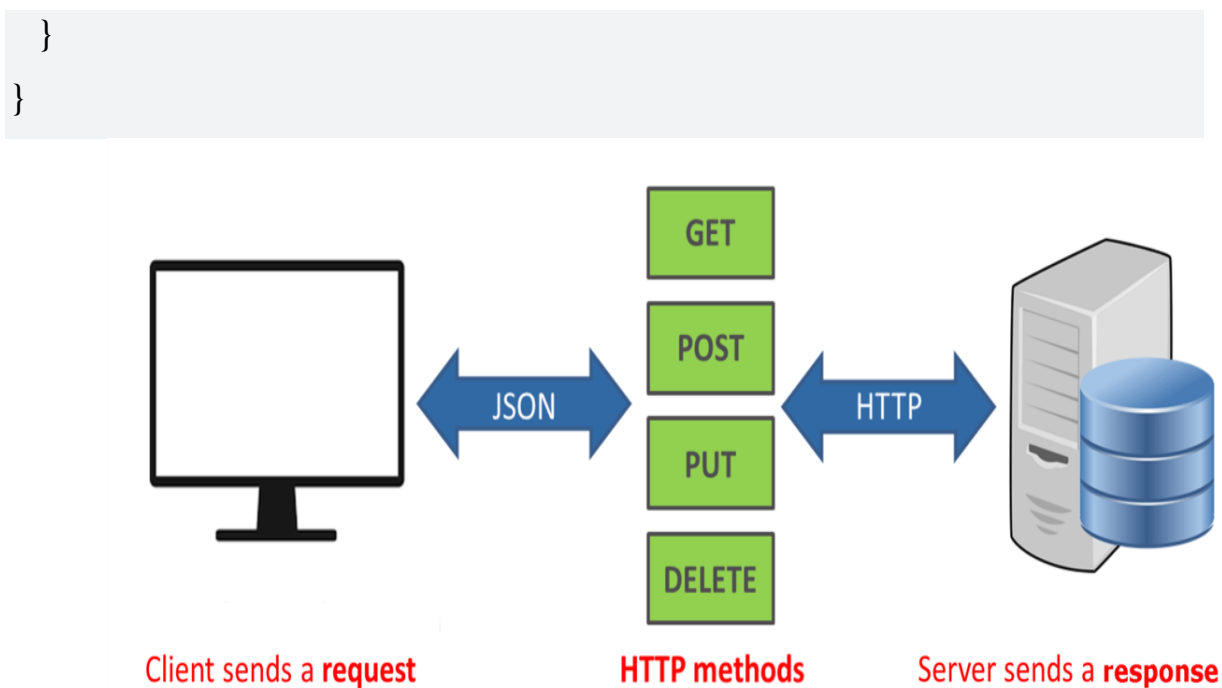 }
}
GET
POST
JSON
HTTP
PUT
DELETE
Client sends a request
HTTP methods
Server sends a response